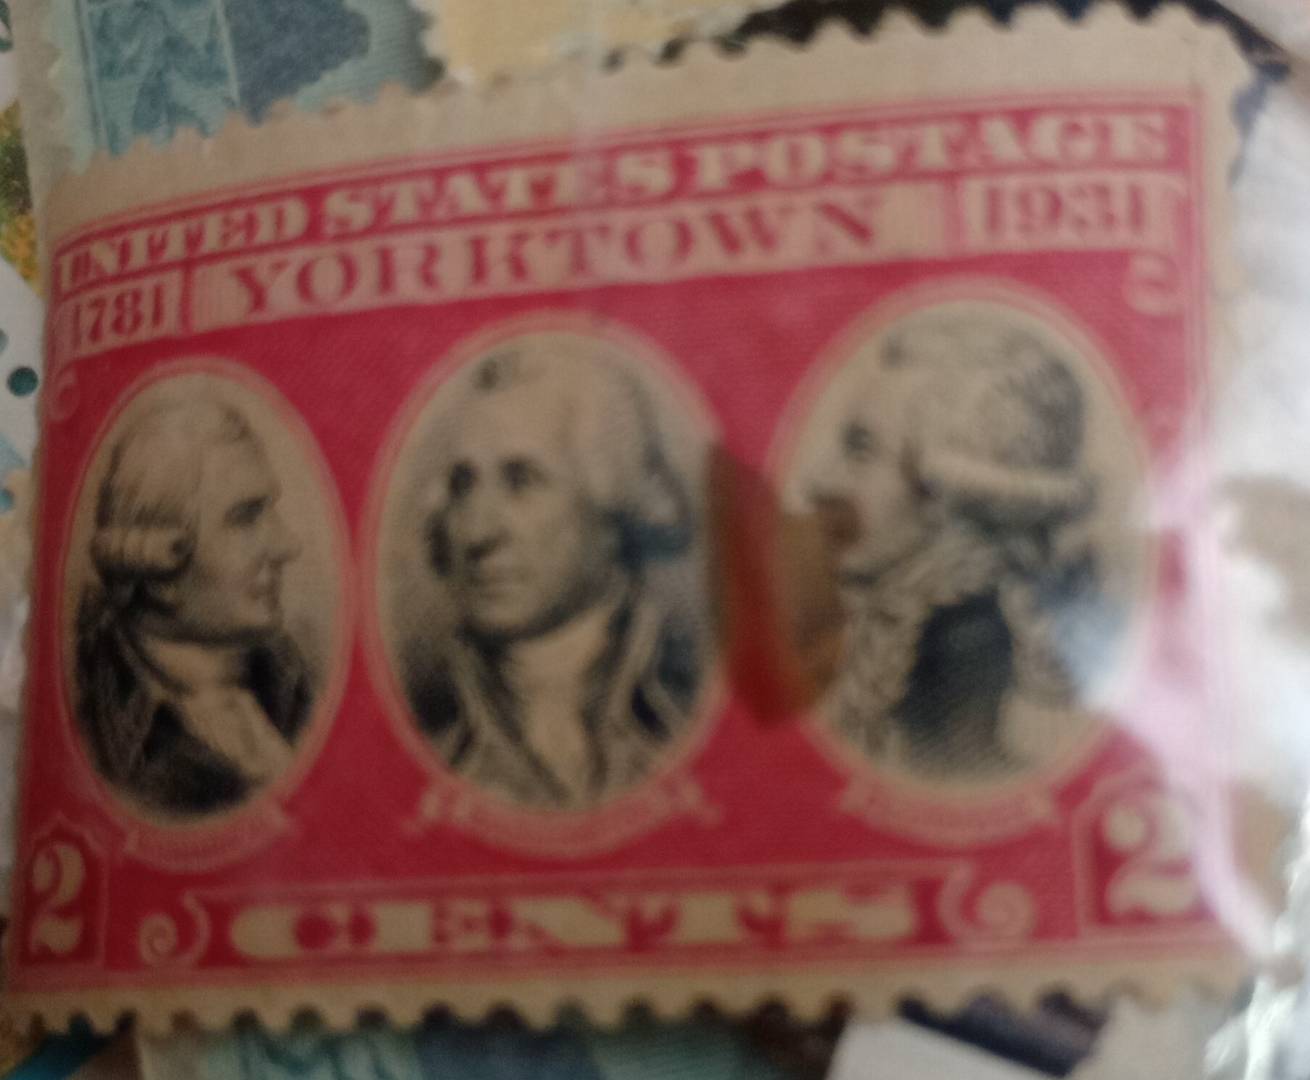 UNITED STATES POSTAGE
1781 YORKTOWN 1931
2 CENTS 2